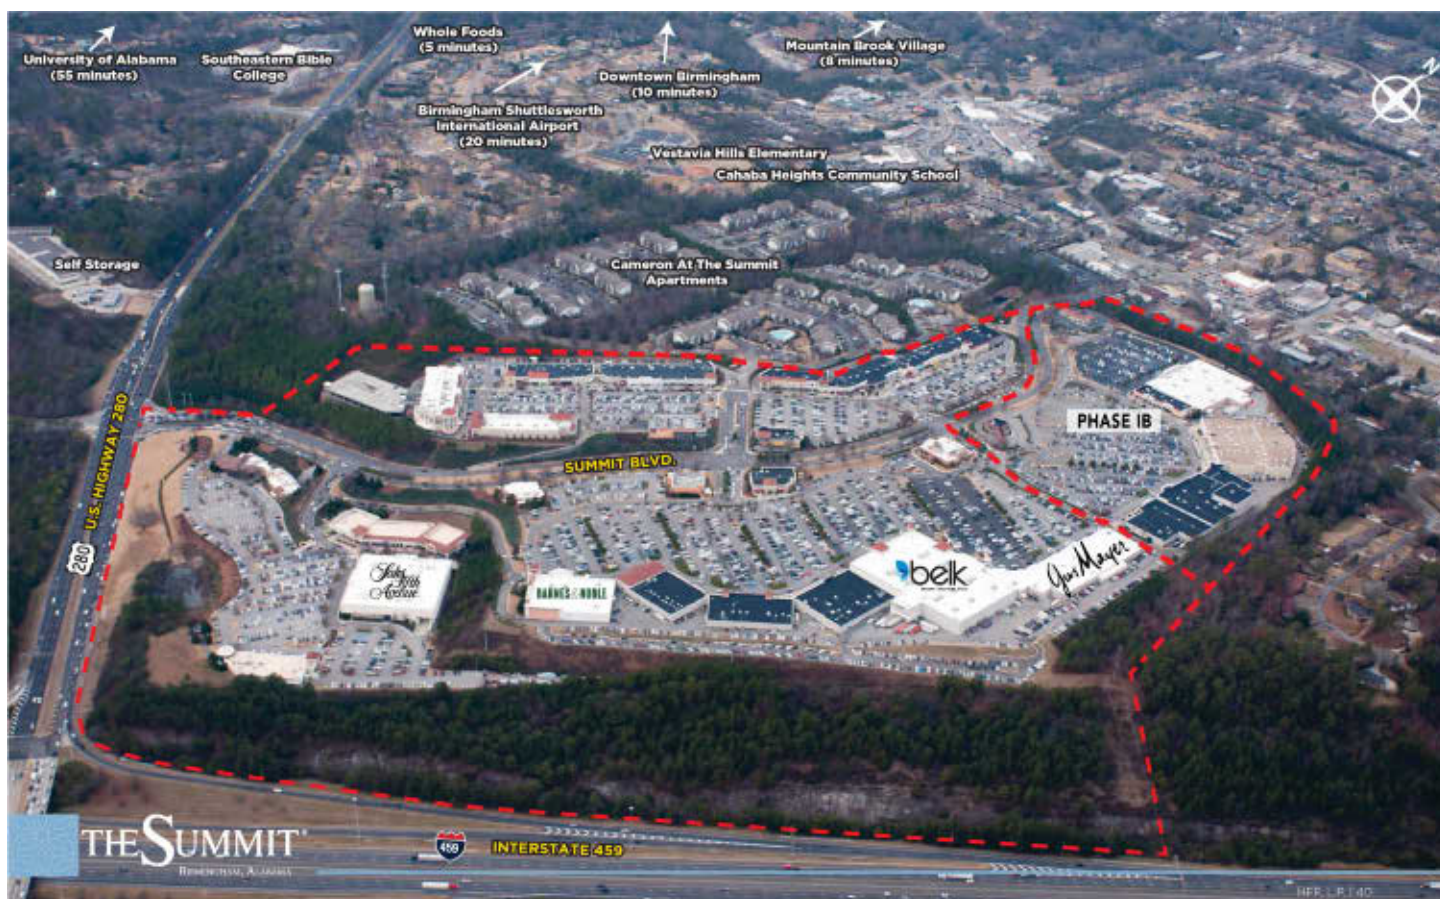 University of Alabama
(55 minutes)
Southeastern Bible
College
Whole Foods
(5 minutes)
Birmingham Shuttlesworth
International Airport
(20 minutes)
Downtown Birmingham
(10 minutes)
Mountain Brook Village
(8 minutes)
N
Vestavia Hills Elementary
Cahaba Heights Community School
Self Storage
Cameron At The Summit
Apartments
U.S. HIGHWAY 280
280
SUMMIT BLVD.
PHASE IB
Saks
Fifth
Avenue
BARNES & NOBLE
belk
Gus Mayer
THE SUMMIT®
BIRMINGHAM, ALABAMA
459
INTERSTATE 459